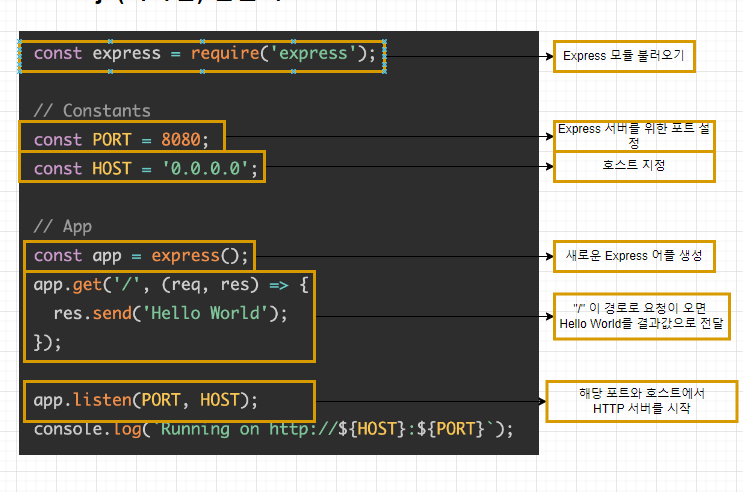 const express = require('express');
Express 모듈 불러오기
// Constants
const PORT = 8080;
Express 서버를 위한 포트 설
정
const HOST = '0.0.0.0';
호스트 지정
// App
const app = express();
새로운 Express 어플 생성
app.get('/', (req, res) => {
res.send('Hello World');
});
"/" 이 경로로 요청이 오면
Hello World를 결과값으로 전달
app.listen(PORT, HOST);
해당 포트와 호스트에서
HTTP 서버를 시작
console.log(`Running on http://${HOST}:${PORT}`);